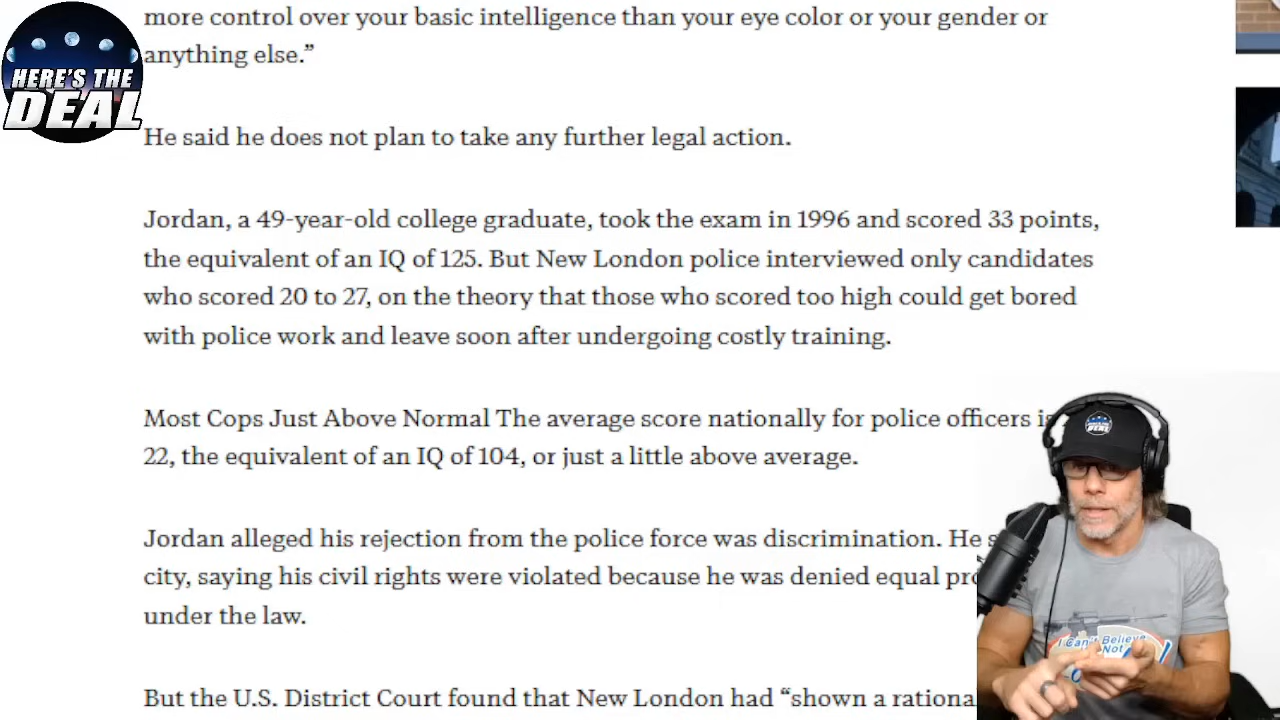 more control over your basic intelligence than your eye color or your gender or
anything else.”
HERE'S THE
DEAL
He said he does not plan to take any further legal action.
Jordan, a 49-year-old college graduate, took the exam in 1996 and scored 33 points,
the equivalent of an IQ of 125. But New London police interviewed only candidates
who scored 20 to 27, on the theory that those who scored too high could get bored
with police work and leave soon after undergoing costly training.
Most Cops Just Above Normal The average score nationally for police officers is
22, the equivalent of an IQ of 104, or just a little above average.
Jordan alleged his rejection from the police force was discrimination. He
city, saying his civil rights were violated because he was denied equal
under the law.
But the U.S. District Court found that New London had “shown a
I Can't Believe
Not